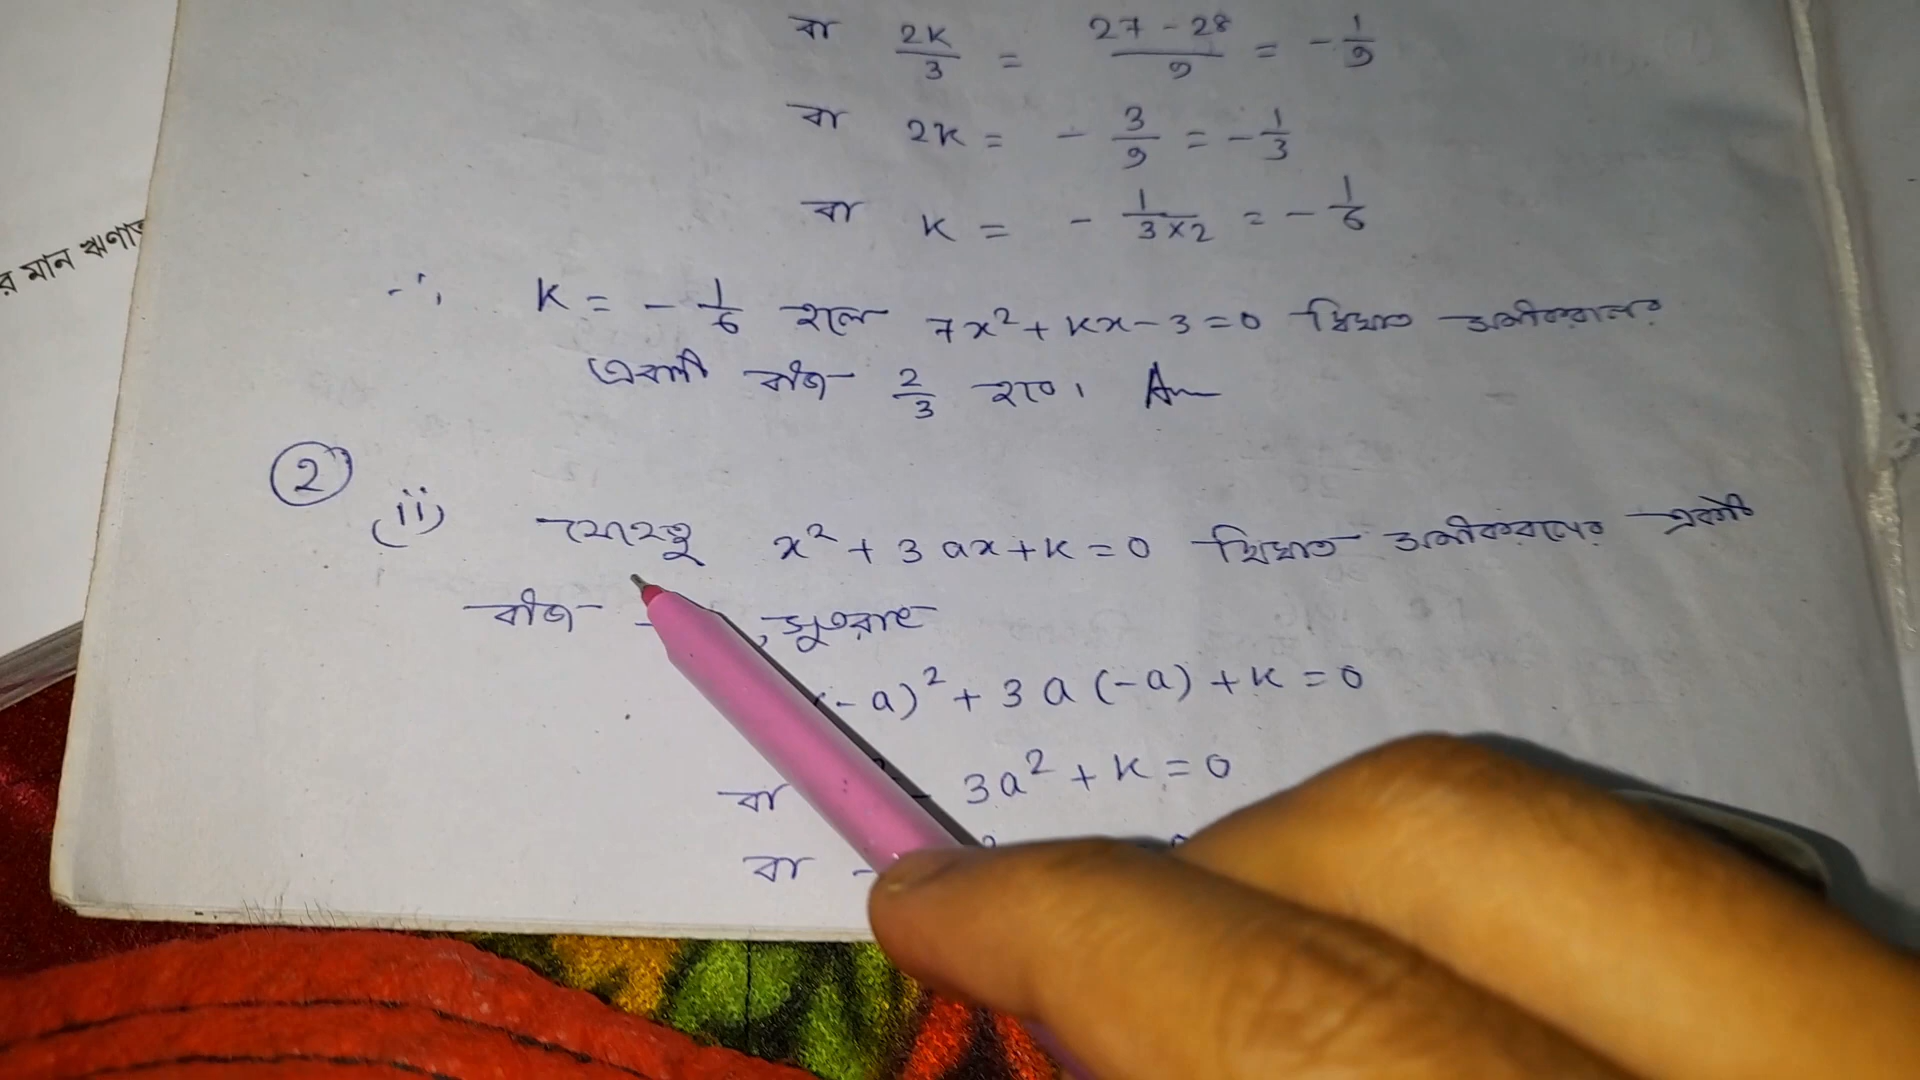 বা 2K/3 = 27 - 28/9 = - 1/9
বা 2K = - 3/9 = - 1/3
বা K = - 1/3×2 = - 1/6
র মান ঋণাত
∴ K = - 1/6 হলে 7x² + Kx - 3 = 0 দ্বিঘাত সমীকরণের
একটি বীজ 2/3 হবে। Ans
2
(ii) যেহেতু x² + 3ax + K = 0 দ্বিঘাত সমীকরণের একটি
বীজ - , সুতরাং
(-a)² + 3a(-a) + K = 0
বা - 3a² + K = 0
বা -